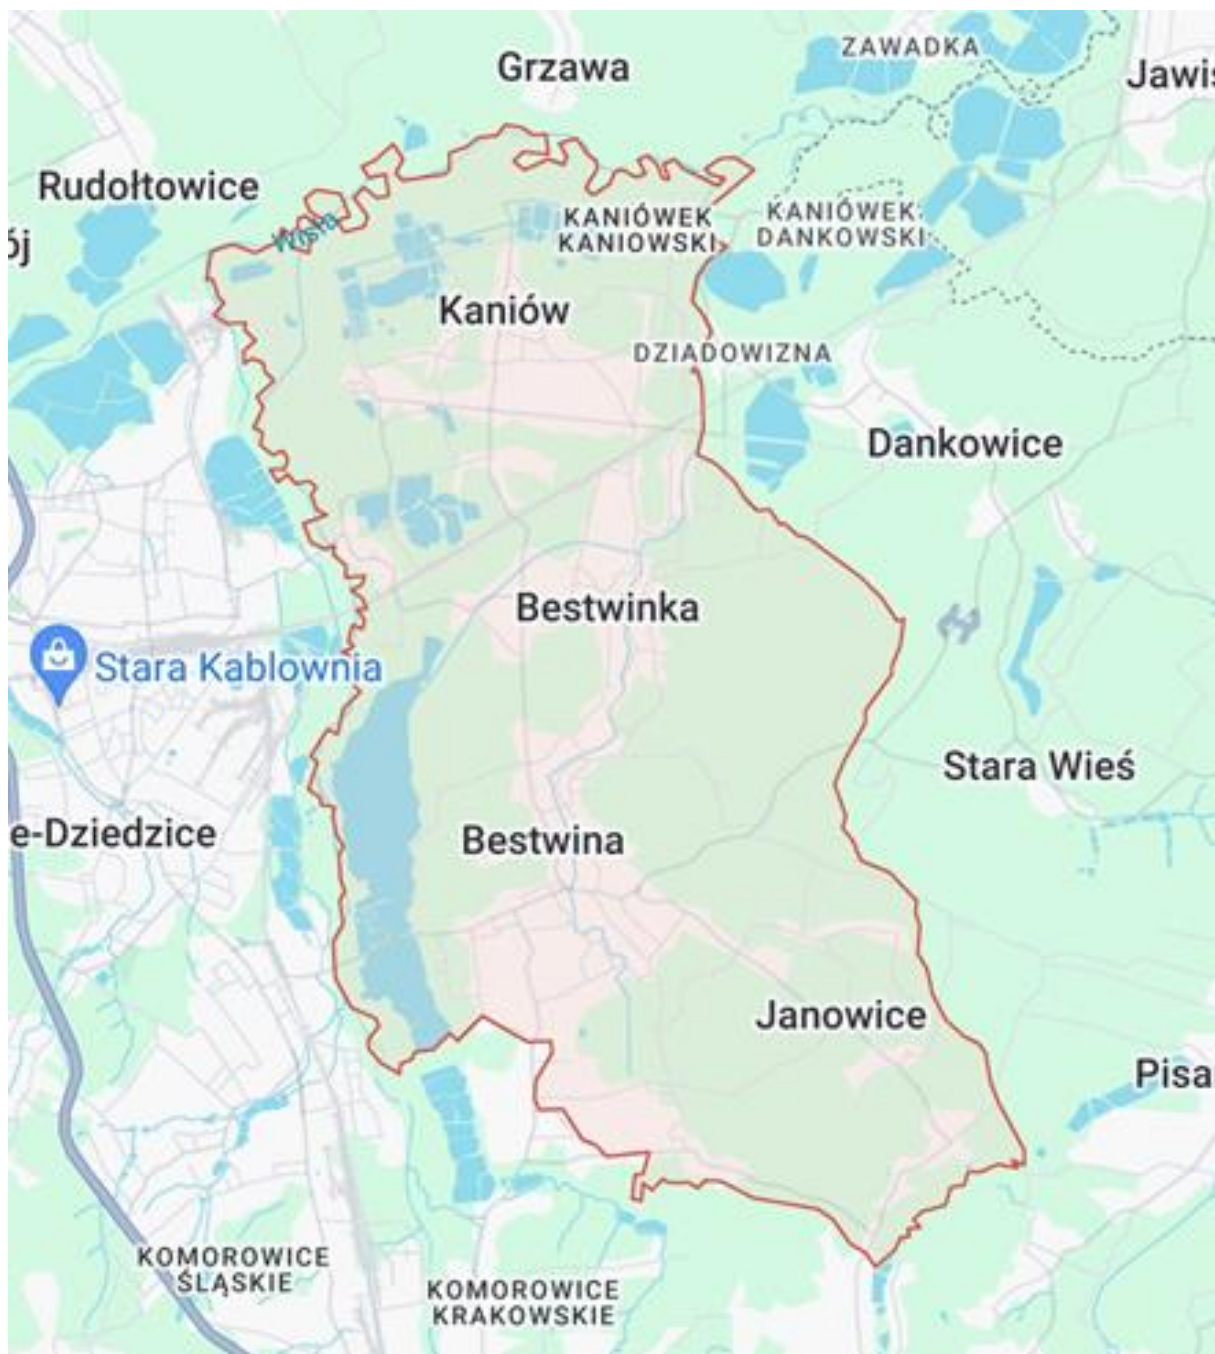 ZAWADKA
Grzawa
Jawis
Rudołtowice
Wisła
KANIÓWEK
KANIOWSKI
KANIÓWEK
DANKOWSKI
ój
Kaniów
DZIADOWIZNA
Dankowice
Bestwinka
Stara Kablownia
Stara Wieś
e-Dziedzice
Bestwina
Janowice
Pisa
KOMOROWICE
ŚLĄSKIE
KOMOROWICE
KRAKOWSKIE